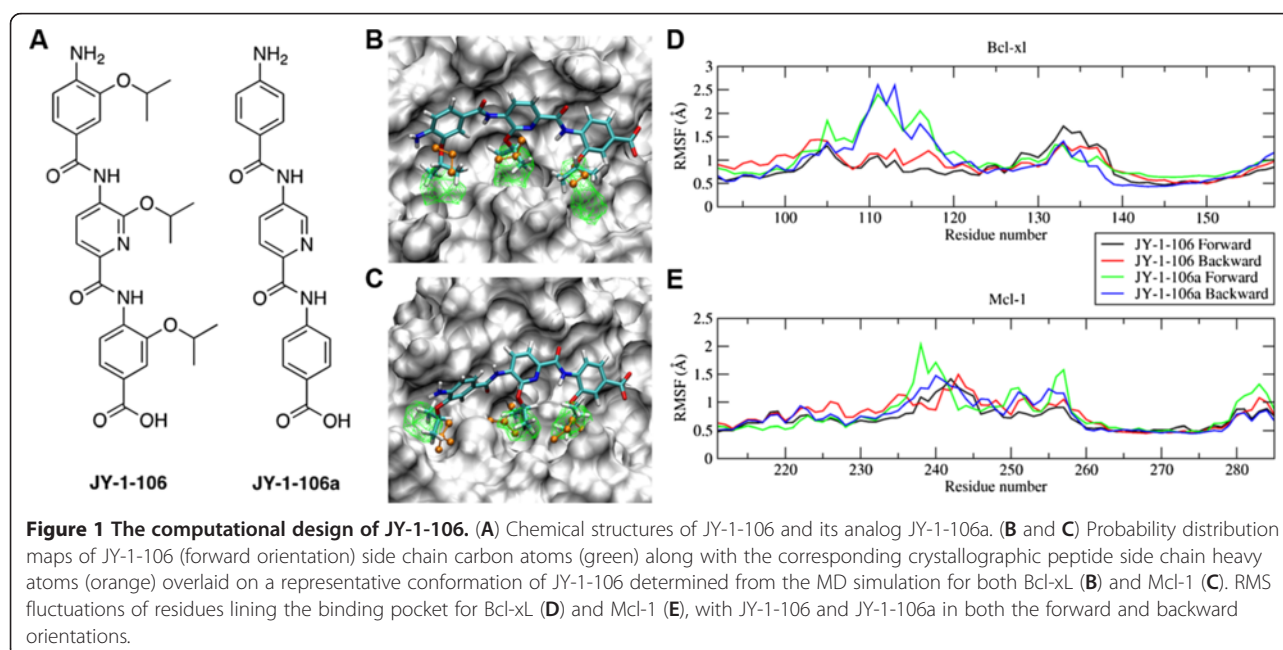 A
NH2
O
O
NH
O
N
O
NH
O
O
OH
JY-1-106
NH2
O
NH
N
O
NH
O
OH
JY-1-106a
B
C
D
Bcl-xl
RMSF (Å)
3
2.5
2
1.5
1
0.5
0
100
110
120
130
140
150
Residue number
JY-1-106 Forward
JY-1-106 Backward
JY-1-106a Forward
JY-1-106a Backward
E
Mcl-1
RMSF (Å)
2.5
2
1.5
1
0.5
0
220
230
240
250
260
270
280
Residue number
Figure 1 The computational design of JY-1-106. (A) Chemical structures of JY-1-106 and its analog JY-1-106a. (B and C) Probability distribution
maps of JY-1-106 (forward orientation) side chain carbon atoms (green) along with the corresponding crystallographic peptide side chain heavy
atoms (orange) overlaid on a representative conformation of JY-1-106 determined from the MD simulation for both Bcl-xL (B) and Mcl-1 (C). RMS
fluctuations of residues lining the binding pocket for Bcl-xL (D) and Mcl-1 (E), with JY-1-106 and JY-1-106a in both the forward and backward
orientations.